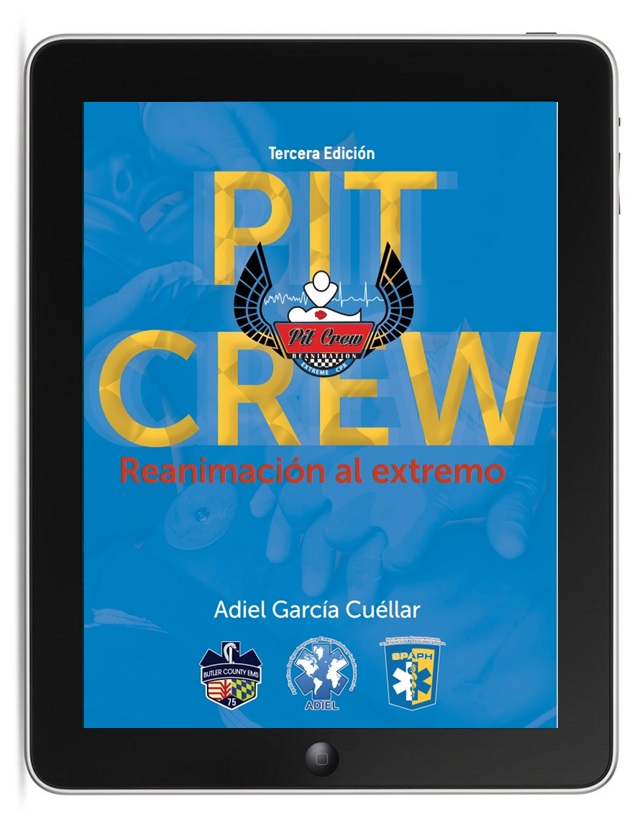 Tercera Edición
PIT
Pit Crew
REANIMATION
EXTREME CPR
CREW
Reanimación al extremo
Adiel García Cuéllar
BUTLER COUNTY EMS
75
ADIEL
SPAPH